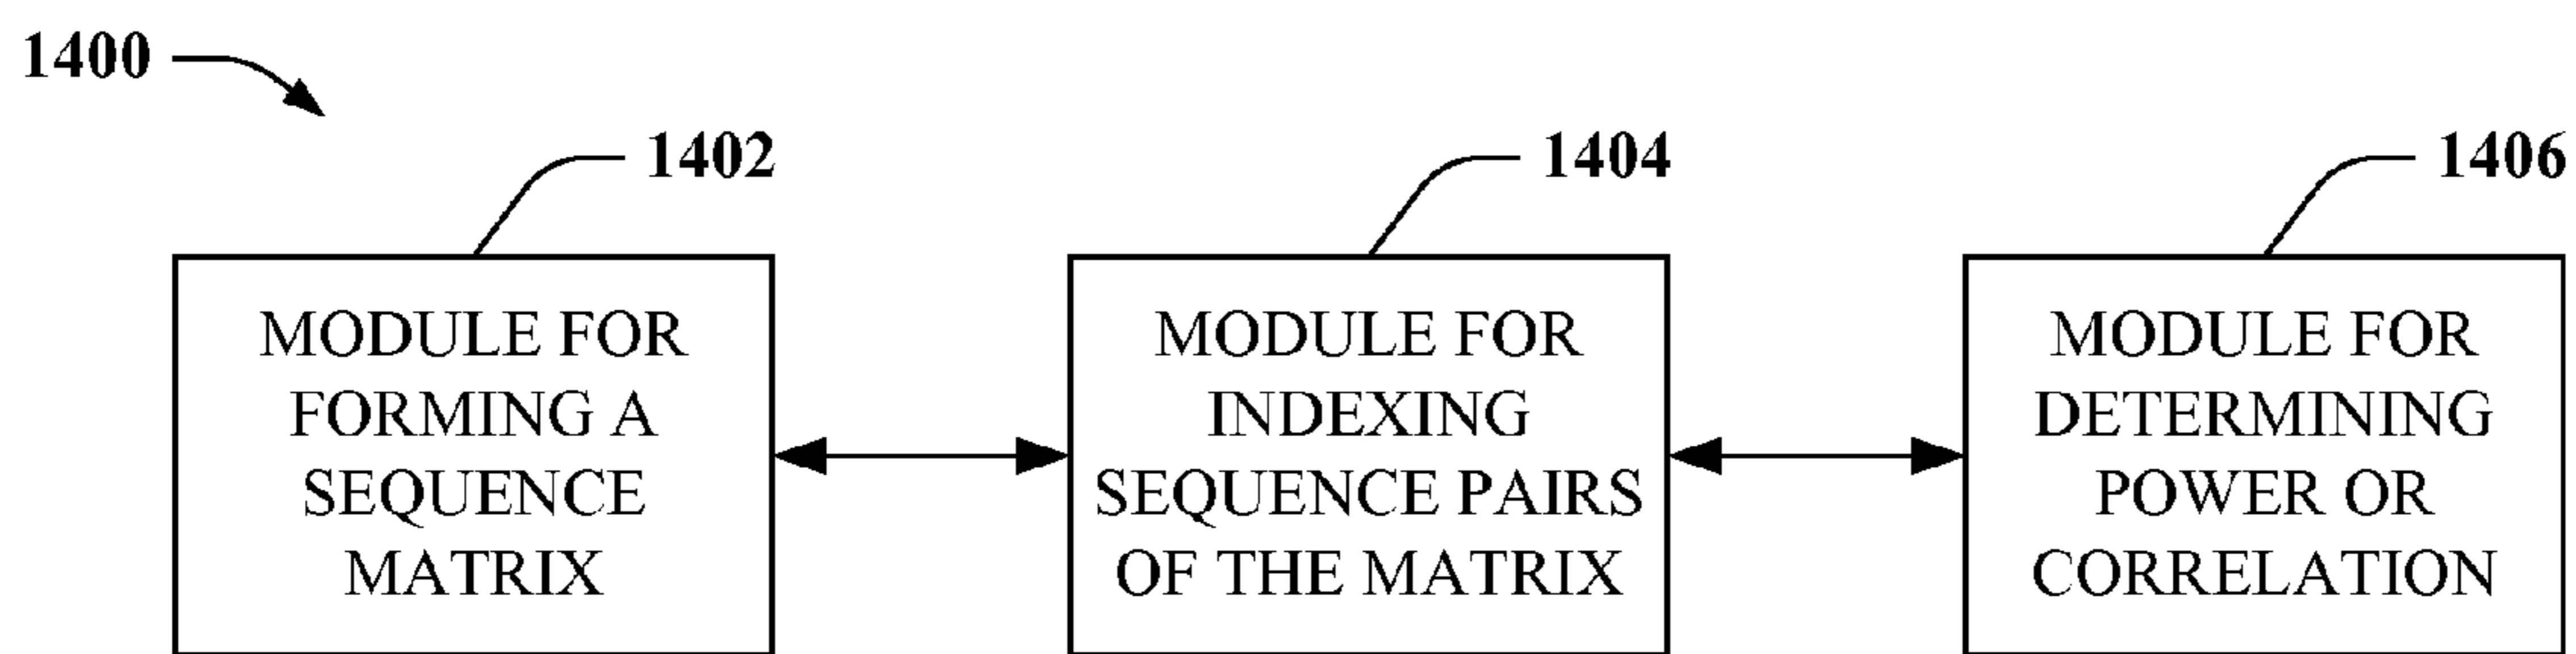 1400
1402
1404
1406
MODULE FOR
FORMING A
SEQUENCE
MATRIX
MODULE FOR
INDEXING
SEQUENCE PAIRS
OF THE MATRIX
MODULE FOR
DETERMINING
POWER OR
CORRELATION